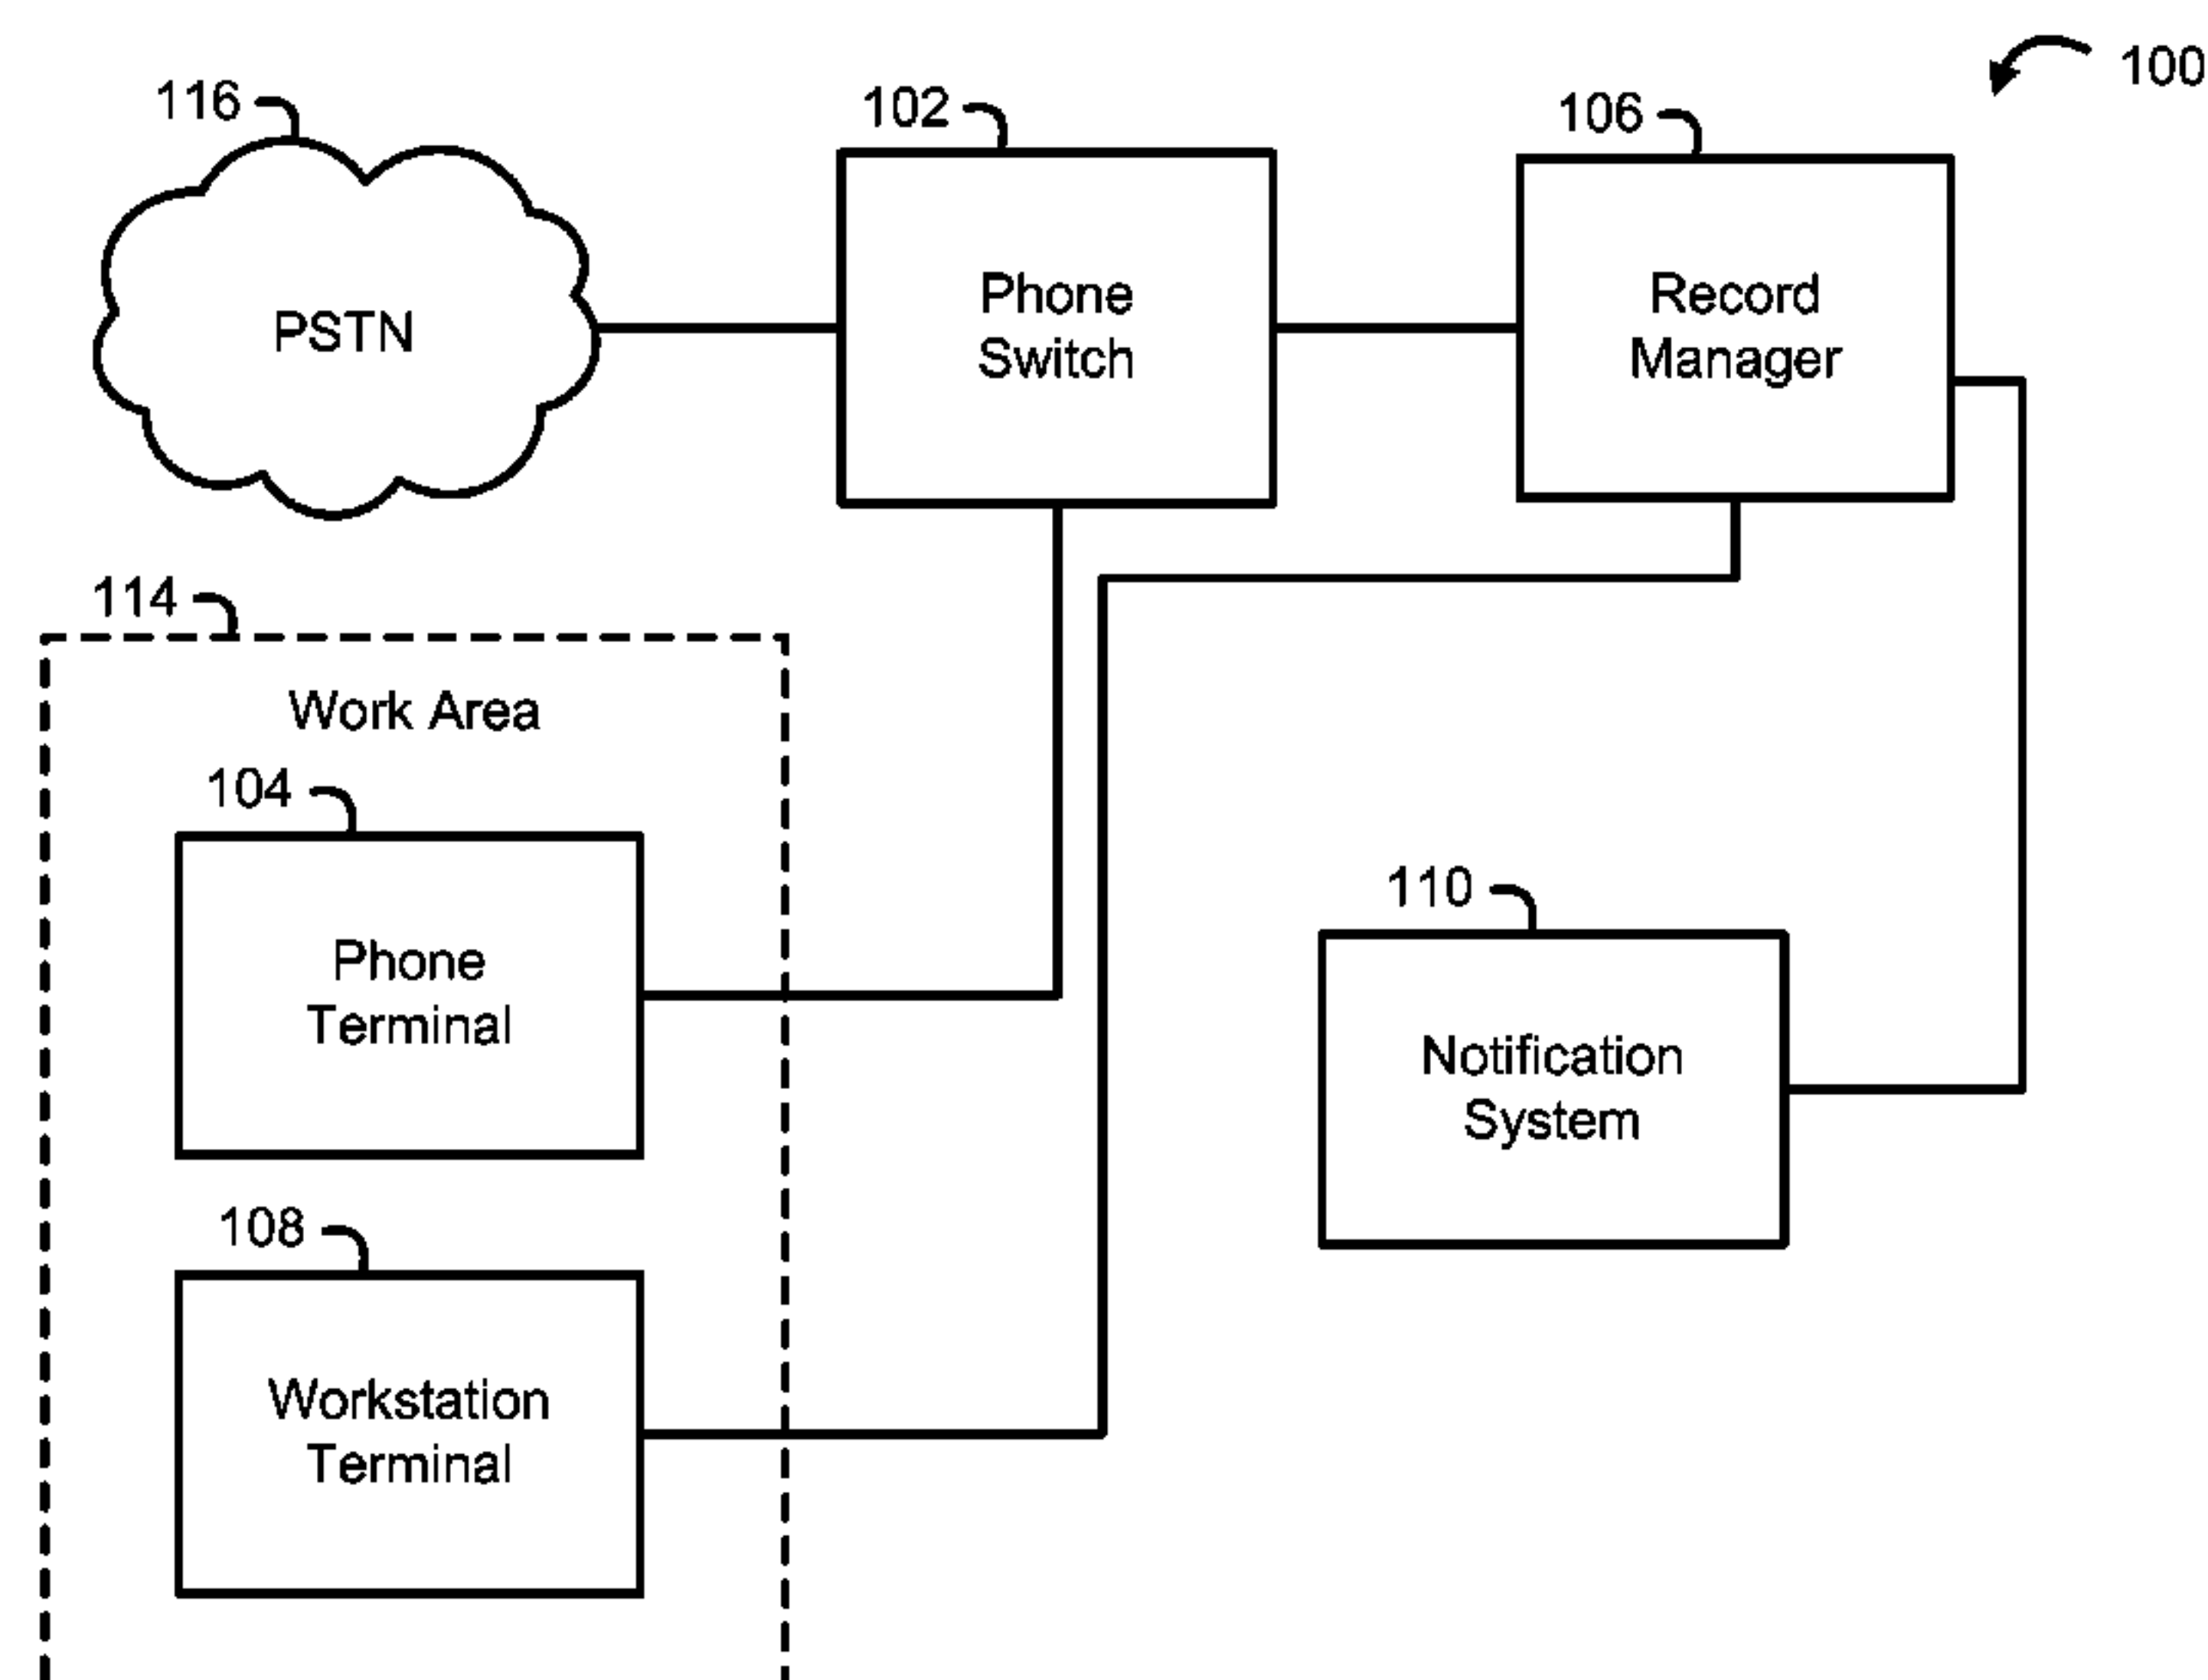 100
116
102
106
PSTN
Phone
Switch
Record
Manager
114
Work Area
104
Phone
Terminal
110
Notification
System
108
Workstation
Terminal